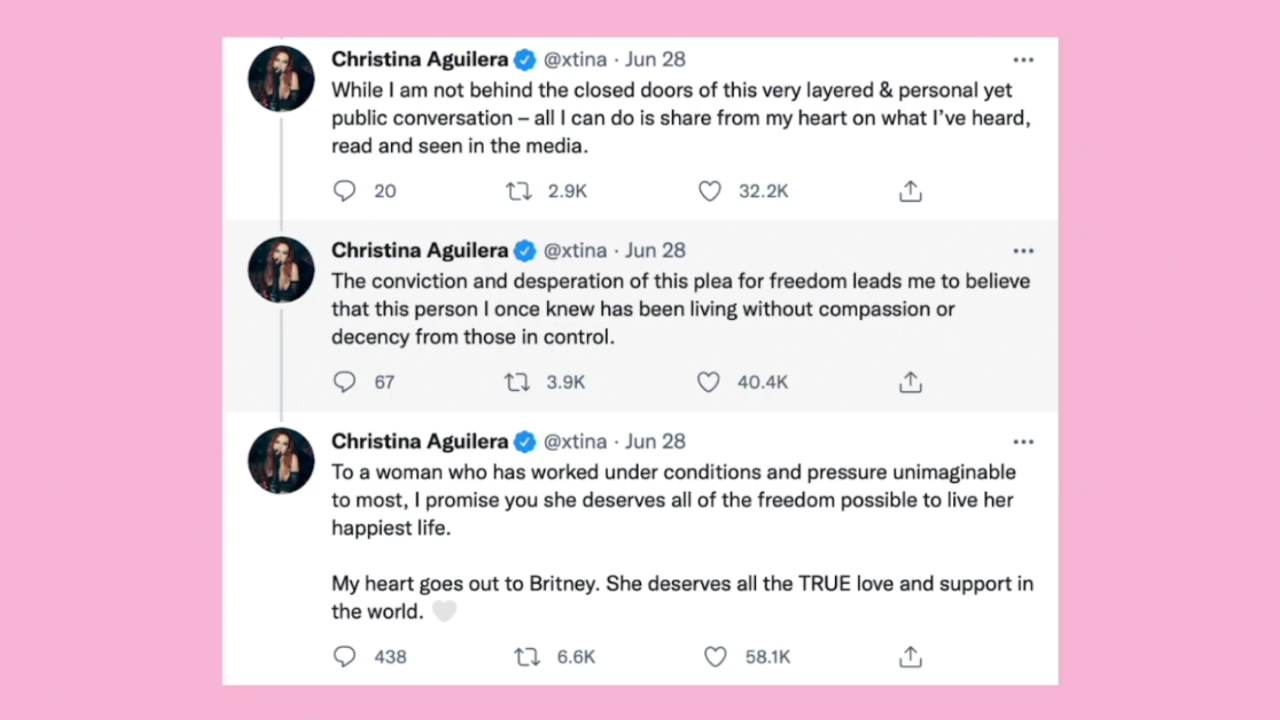 Christina Aguilera @xtina · Jun 28
While I am not behind the closed doors of this very layered & personal yet
public conversation – all I can do is share from my heart on what I’ve heard,
read and seen in the media.
20 2.9K 32.2K
Christina Aguilera @xtina · Jun 28
The conviction and desperation of this plea for freedom leads me to believe
that this person I once knew has been living without compassion or
decency from those in control.
67 3.9K 40.4K
Christina Aguilera @xtina · Jun 28
To a woman who has worked under conditions and pressure unimaginable
to most, I promise you she deserves all of the freedom possible to live her
happiest life.
My heart goes out to Britney. She deserves all the TRUE love and support in
the world. 🤍
438 6.6K 58.1K